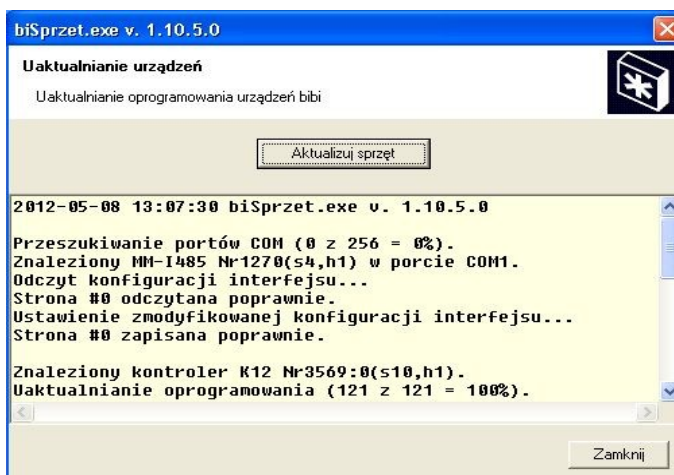 biSprzet.exe v. 1.10.5.0
Uaktualnianie urządzeń
Uaktualnianie oprogramowania urządzeń bibi
Aktualizuj sprzęt
2012-05-08 13:07:30 biSprzet.exe v. 1.10.5.0
Przeszukiwanie portów COM (0 z 256 = 0%).
Znaleziony MM-I485 Nr1270(s4,h1) w porcie COM1.
Odczyt konfiguracji interfejsu...
Strona #0 odczytana poprawnie.
Ustawienie zmodyfikowanej konfiguracji interfejsu...
Strona #0 zapisana poprawnie.
Znaleziony kontroler K12 Nr3569:0(s10,h1).
Uaktualnianie oprogramowania (121 z 121 = 100%).
Zamknij